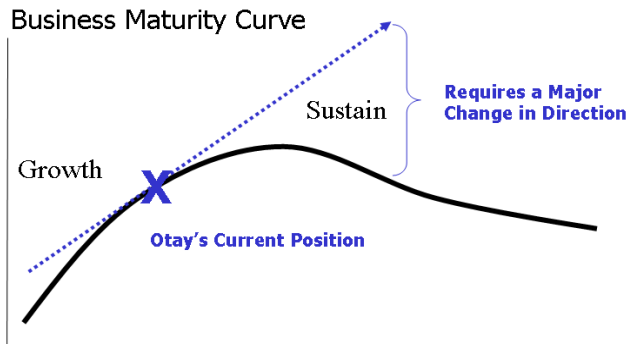 Business Maturity Curve
Sustain
Requires a Major
Change in Direction
Growth
X
Otay's Current Position